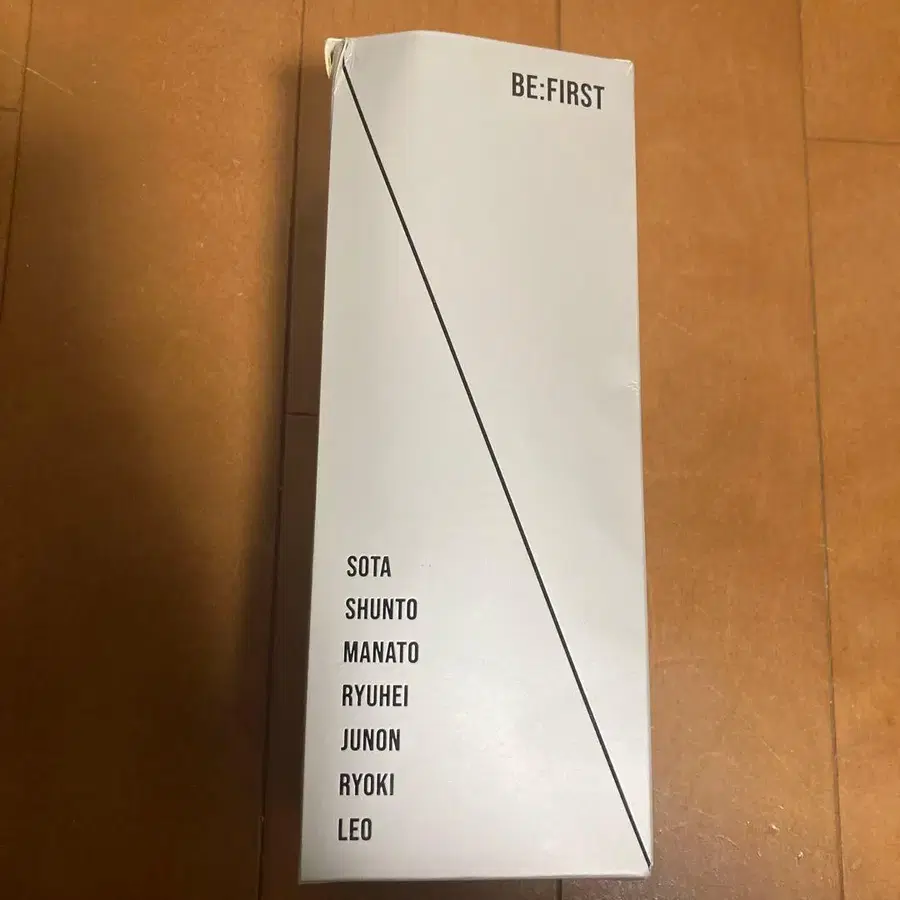 BE:FIRST
SOTA
SHUNTO
MANATO
RYUHEI
JUNON
RYOKI
LEO